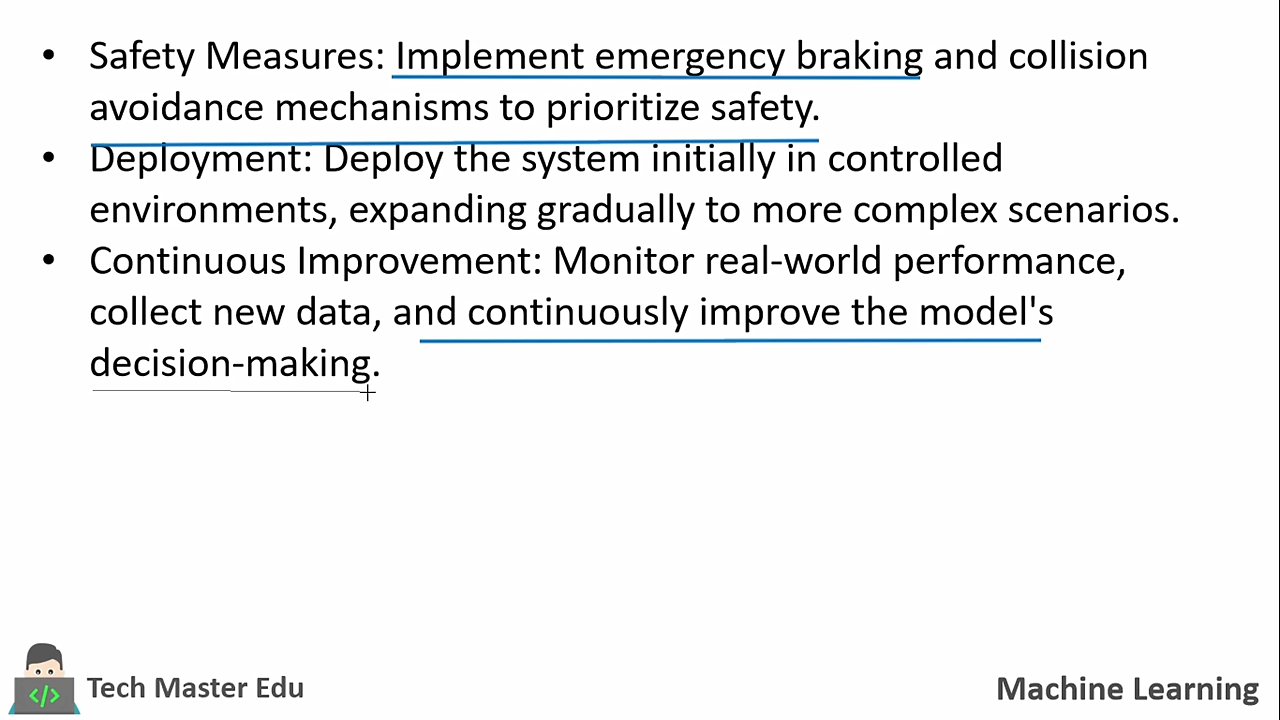 • Safety Measures: Implement emergency braking and collision
avoidance mechanisms to prioritize safety.
• Deployment: Deploy the system initially in controlled
environments, expanding gradually to more complex scenarios.
• Continuous Improvement: Monitor real-world performance,
collect new data, and continuously improve the model's
decision-making.
</>
Tech Master Edu
Machine Learning